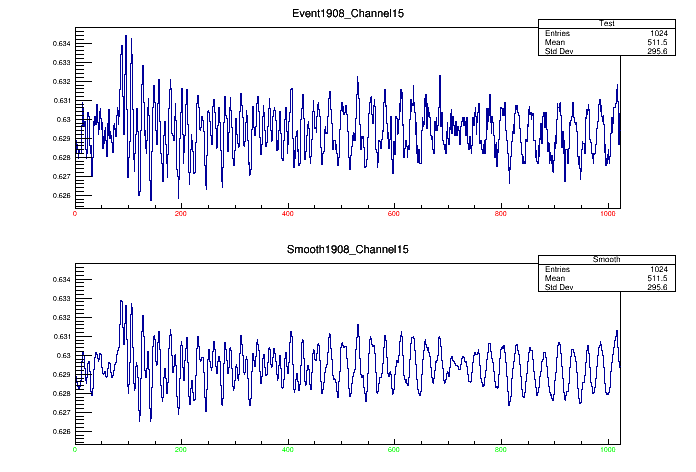 Event1908_Channel15
Test
Entries 1024
Mean 511.5
Std Dev 295.6
0.634
0.633
0.632
0.631
0.63
0.629
0.628
0.627
0.626
0 200 400 600 800 1000
Smooth1908_Channel15
Smooth
Entries 1024
Mean 511.5
Std Dev 295.6
0.634
0.633
0.632
0.631
0.63
0.629
0.628
0.627
0.626
0 200 400 600 800 1000